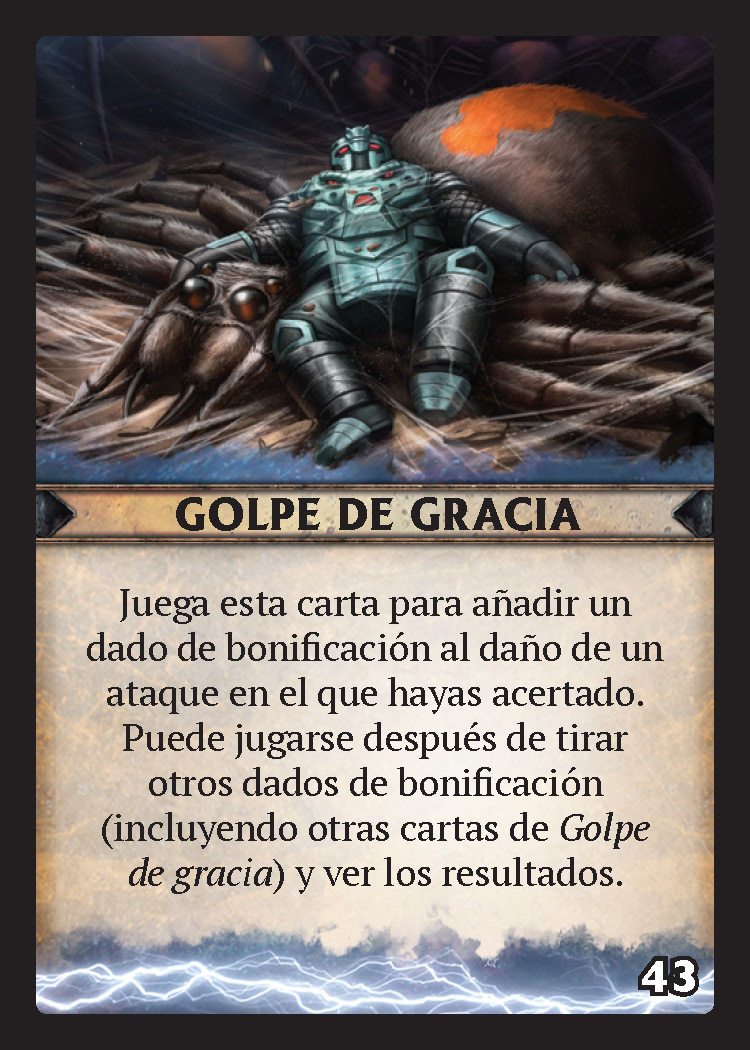 GOLPE DE GRACIA
Juega esta carta para añadir un
dado de bonificación al daño de un
ataque en el que hayas acertado.
Puede jugarse después de tirar
otros dados de bonificación
(incluyendo otras cartas de Golpe
de gracia) y ver los resultados.
43